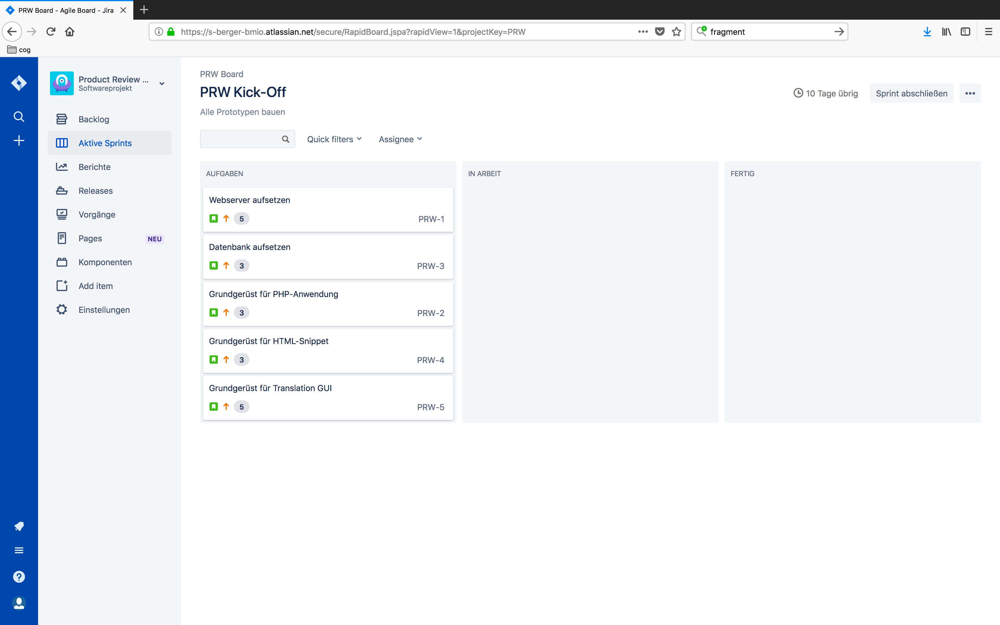 PRW Board - Agile Board - Jira
https://s-berger-bmio.atlassian.net/secure/RapidBoard.jspa?rapidView=1&projectKey=PRW
fragment
cog
Product Review ...
Softwareprojekt
Backlog
Aktive Sprints
Berichte
Releases
Vorgänge
Pages NEU
Komponenten
Add item
Einstellungen
PRW Board
PRW Kick-Off
10 Tage übrig
Sprint abschließen
Alle Prototypen bauen
Quick filters
Assignee
AUFGABEN
Webserver aufsetzen
5 PRW-1
Datenbank aufsetzen
3 PRW-3
Grundgerüst für PHP-Anwendung
3 PRW-2
Grundgerüst für HTML-Snippet
3 PRW-4
Grundgerüst für Translation GUI
5 PRW-5
IN ARBEIT
FERTIG